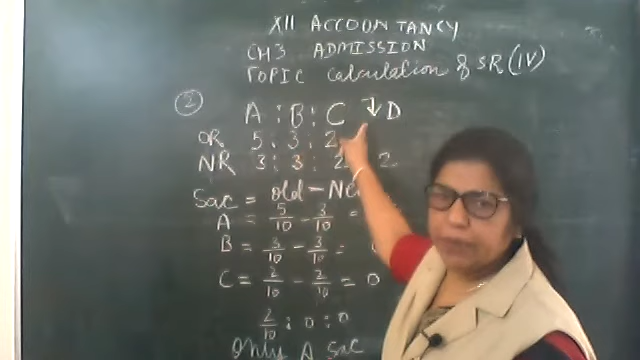 XII ACCOUNTANCY
CH3 ADMISSION
TOPIC Calculation of SR (IV)
② A : B : C ↓ D
OR 5 : 3 : 2
NR 3 : 3 : 2 2
Sac = old - Ne
A = 5/10 - 3/10 =
B = 3/10 - 3/10 =
C = 2/10 - 2/10 = 0
2/10 : 0 : 0
Only A Sac